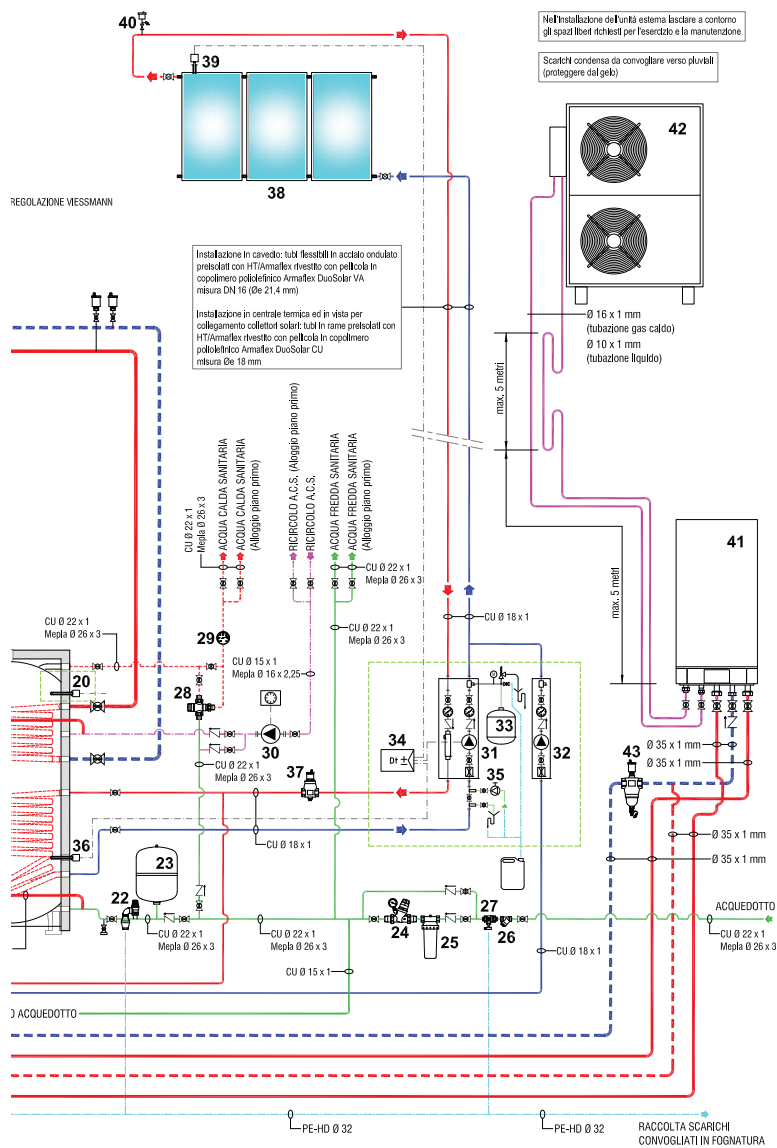 40
Nell'installazione dell'unità esterna lasciare a contorno
gli spazi liberi richiesti per l'esercizio e la manutenzione
39
Scarichi condensa da convogliare verso pluviali
(proteggere dal gelo)
42
38
REGOLAZIONE VIESSMANN
Installazione in cavedio: tubi flessibili in acciaio ondulato
preisolati con HT/Armaflex rivestito con pellicola in
copolimero poliolefinico Armaflex DuoSolar VA
misura DN 16 (Øe 21,4 mm)
Installazione in centrale termica ed in vista per
collegamento collettori solari: tubi in rame preisolati con
HT/Armaflex rivestito con pellicola in copolimero
poliolefinico Armaflex DuoSolar CU
misura Øe 18 mm
Ø 16 x 1 mm
(tubazione gas caldo)
Ø 10 x 1 mm
(tubazione liquido)
max. 5 metri
CU Ø 22 x 1
Mepla Ø 26 x 3
ACQUA CALDA SANITARIA
ACQUA CALDA SANITARIA
(Alloggio piano primo)
RICIRCOLO A.C.S. (Alloggio piano primo)
RICIRCOLO A.C.S.
ACQUA FREDDA SANITARIA
ACQUA FREDDA SANITARIA
(Alloggio piano primo)
CU Ø 22 x 1
Mepla Ø 26 x 3
41
max. 5 metri
CU Ø 22 x 1
Mepla Ø 26 x 3
CU Ø 18 x 1
CU Ø 22 x 1
Mepla Ø 26 x 3
29
CU Ø 15 x 1
Mepla Ø 16 x 2,25
20
28
30
33
34
Dt ±
31
32
43
Ø 35 x 1 mm
Ø 35 x 1 mm
CU Ø 22 x 1
Mepla Ø 26 x 3
37
35
CU Ø 18 x 1
Ø 35 x 1 mm
Ø 35 x 1 mm
36
23
22
24
25
27
26
ACQUEDOTTO
CU Ø 22 x 1
Mepla Ø 26 x 3
CU Ø 22 x 1
Mepla Ø 26 x 3
CU Ø 22 x 1
Mepla Ø 26 x 3
CU Ø 18 x 1
CU Ø 15 x 1
O ACQUEDOTTO
PE-HD Ø 32
PE-HD Ø 32
RACCOLTA SCARICHI
CONVOGLIATI IN FOGNATURA